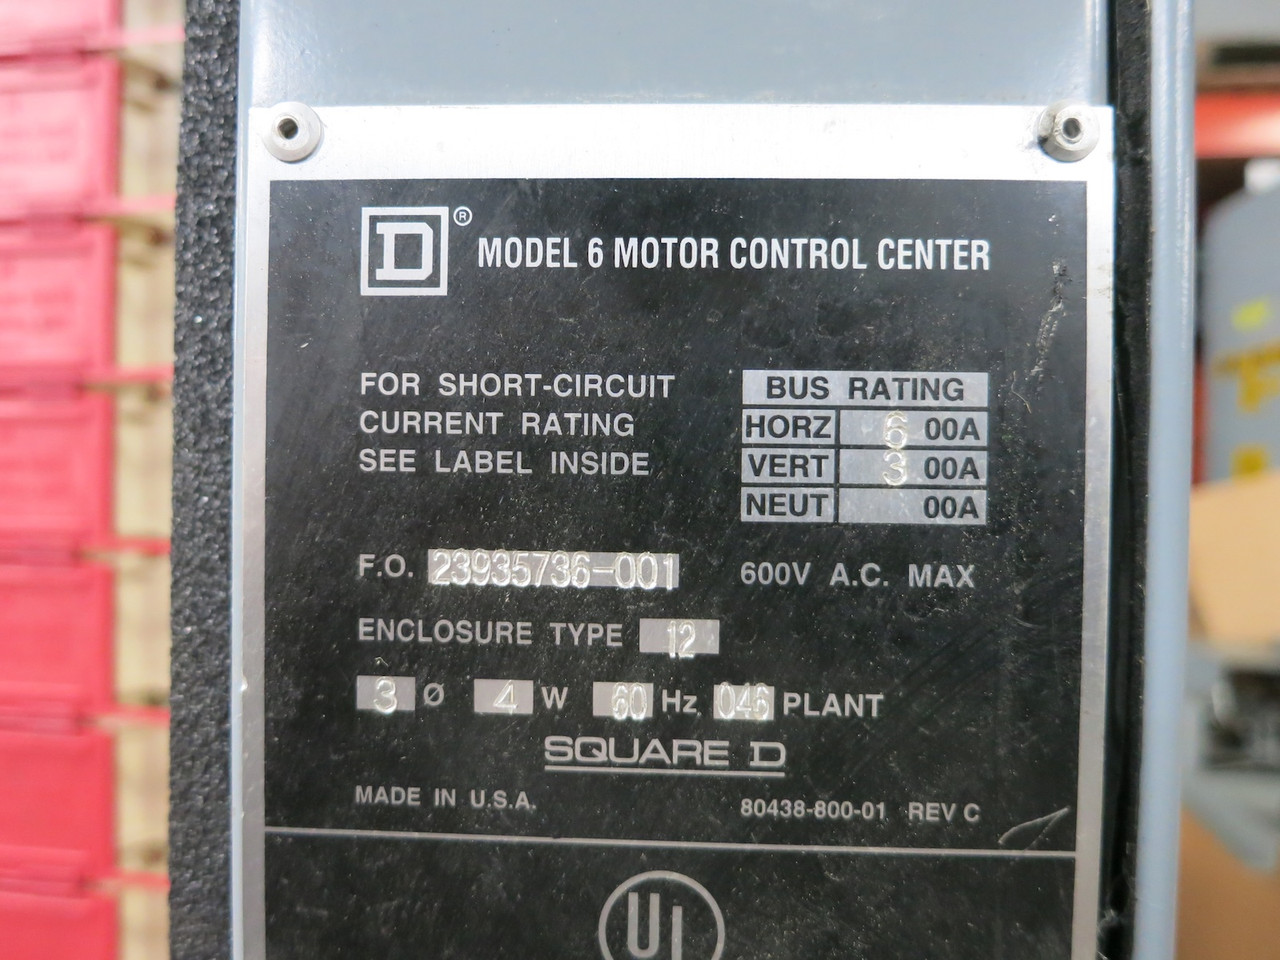 D ® MODEL 6 MOTOR CONTROL CENTER
FOR SHORT-CIRCUIT
CURRENT RATING
SEE LABEL INSIDE
BUS RATING
HORZ 6 00A
VERT 3 00A
NEUT 00A
F.O. 23935736-001 600V A.C. MAX
ENCLOSURE TYPE 12
3 Ø 4 W 60 Hz 046 PLANT
SQUARE D
MADE IN U.S.A. 80438-800-01 REV C
UL